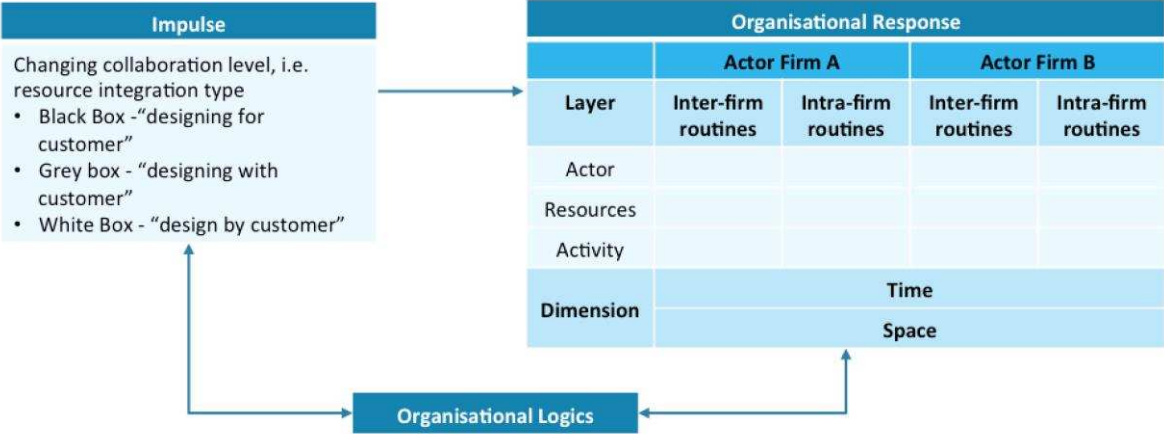 Impulse
Changing collaboration level, i.e.
resource integration type
• Black Box -“designing for
customer”
• Grey box - “designing with
customer”
• White Box - “design by customer”
Organisational Response
Actor Firm A Actor Firm B
Layer Inter-firm routines Intra-firm routines Inter-firm routines Intra-firm routines
Actor
Resources
Activity
Dimension
Time
Space
Organisational Logics